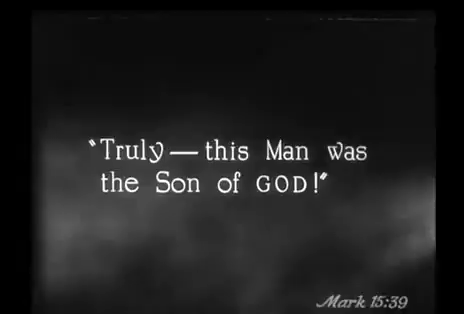 "Truly — this Man was
the Son of GOD!"
Mark 15:39